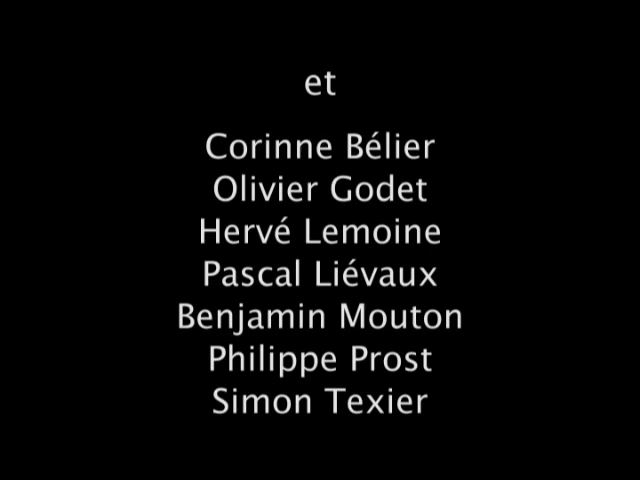 et
Corinne Bélier
Olivier Godet
Hervé Lemoine
Pascal Liévaux
Benjamin Mouton
Philippe Prost
Simon Texier